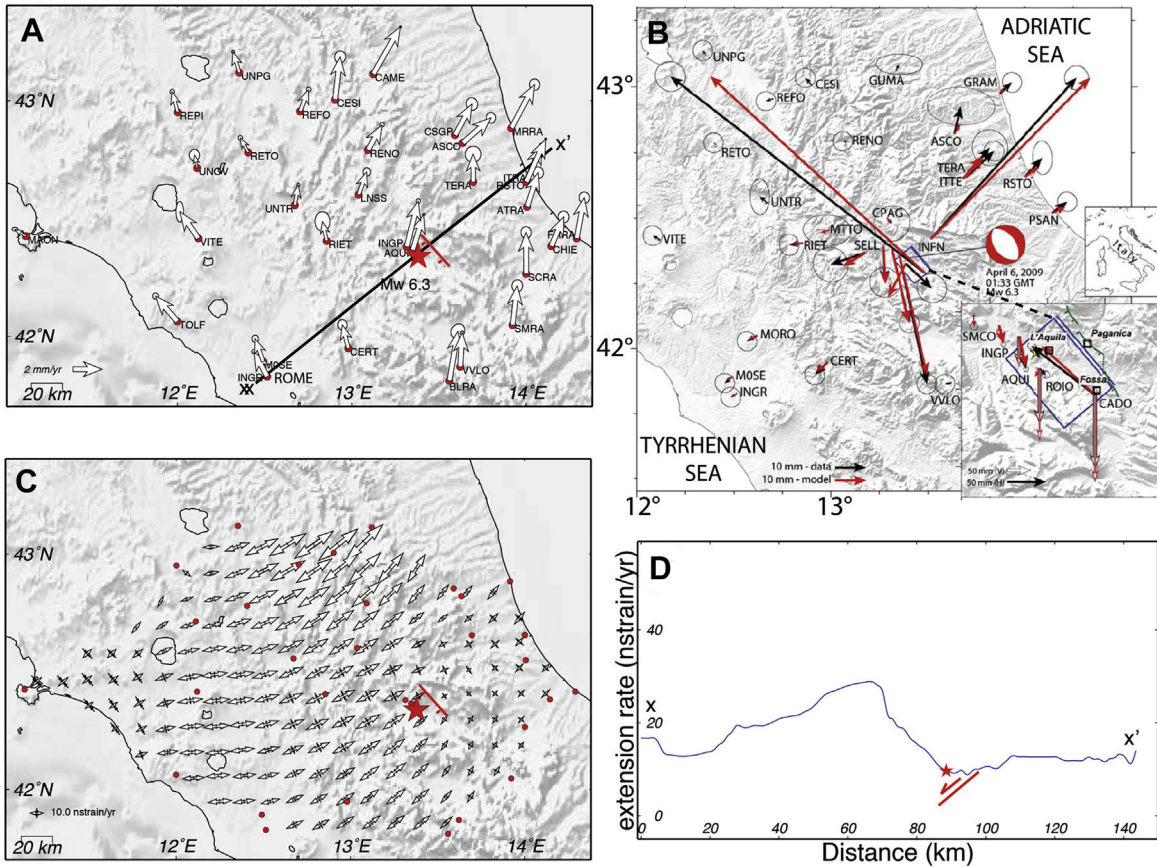 A
UNPG
CAME
43°N
CESI
REPI
REFO
CSGP
MRRA
ASCO
X'
RETO
RENO
UNOV
ITRA
TERA
RSTO
UNTR
LNSS
ATRA
MAON
VITE
RIET
INGP
AQUI
FARA
CHIE
SCRA
Mw 6.3
TOLF
SMRA
42°N
CERT
M0SE
VVLO
2 mm/yr
INGR
ROME
BLRA
20 km
12°E
13°E
14°E
B
ADRIATIC
SEA
UNPG
CESI
GUMA
GRAM
43
REFO
ASCO
RETO
RENO
TERA
ITTE
RSTO
UNTR
CPAG
PSAN
VITE
MTTO
RIET
SELL
INFN
Italy
April 6, 2009
01:33 GMT
Mw 6.3
SMCO
L'Aquila
Paganica
MORO
INGP
42
CERT
AQUI
ROIO
Fossa
CADO
M0SE
INGR
VVLO
TYRRHENIAN
SEA
10 mm - data
10 mm - model
50 mm (V)
50 mm (H)
12
13
C
43°N
42°N
10.0 nstrain/yr
20 km
12°E
13°E
14°E
D
extension rate (nstrain/yr)
40
X
20
X'
0
0
20
40
60
80
100
120
140
Distance (km)